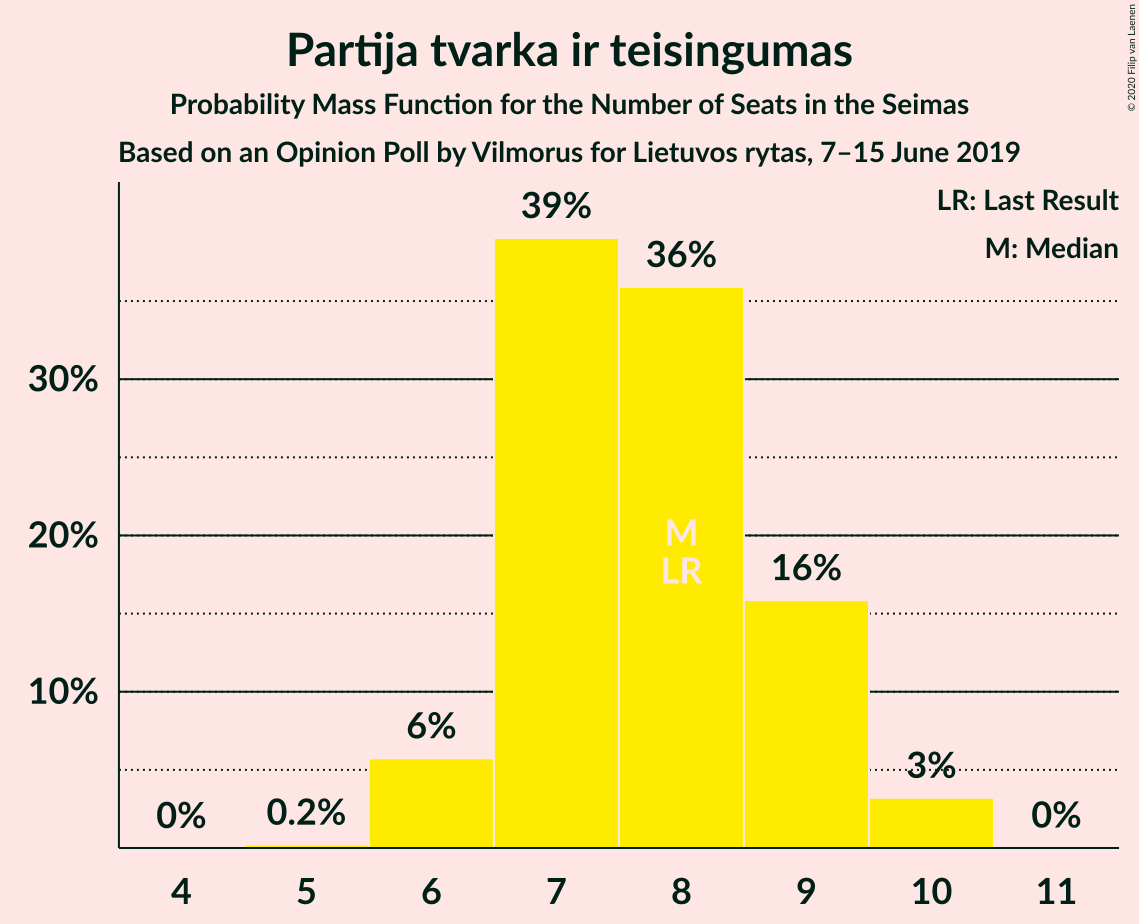 Partija tvarka ir teisingumas
Probability Mass Function for the Number of Seats in the Seimas
Based on an Opinion Poll by Vilmorus for Lietuvos rytas, 7–15 June 2019
© 2020 Filip van Laenen
LR: Last Result
M: Median
39%
36%
30%
M
LR
20%
16%
10%
6%
3%
0%
0.2%
0%
4 5 6 7 8 9 10 11